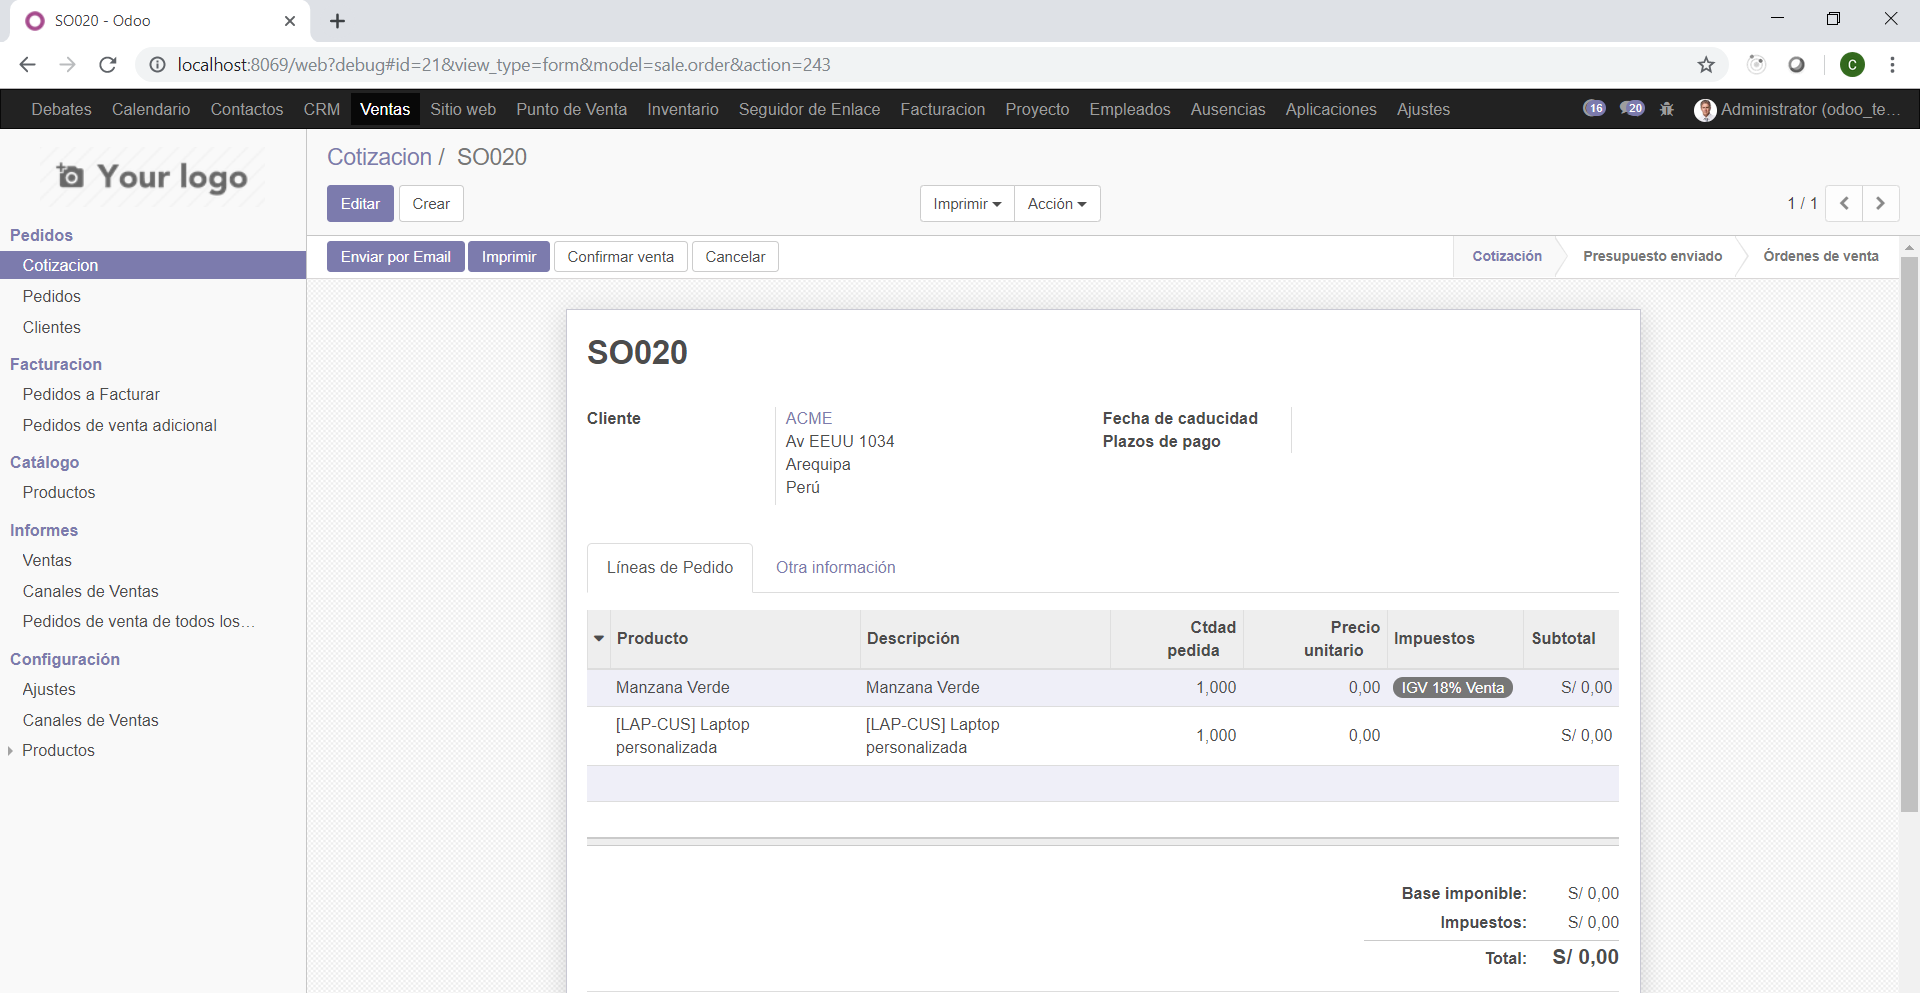 SO020 - Odoo
localhost:8069/web?debug#id=21&view_type=form&model=sale.order&action=243
C
Debates Calendario Contactos CRM Ventas Sitio web Punto de Venta Inventario Seguidor de Enlace Facturacion Proyecto Empleados Ausencias Aplicaciones Ajustes 16 20 Administrator (odoo_te...
Your logo
Cotizacion / SO020
Editar Crear Imprimir Acción 1 / 1
Enviar por Email Imprimir Confirmar venta Cancelar Cotización Presupuesto enviado Órdenes de venta
Pedidos
Cotizacion
Pedidos
Clientes
Facturacion
Pedidos a Facturar
Pedidos de venta adicional
Catálogo
Productos
Informes
Ventas
Canales de Ventas
Pedidos de venta de todos los...
Configuración
Ajustes
Canales de Ventas
Productos
SO020
Cliente
ACME
Av EEUU 1034
Arequipa
Perú
Fecha de caducidad
Plazos de pago
Líneas de Pedido Otra información
Producto Descripción Ctdad pedida Precio unitario Impuestos Subtotal
Manzana Verde Manzana Verde 1,000 0,00 IGV 18% Venta S/ 0,00
[LAP-CUS] Laptop personalizada [LAP-CUS] Laptop personalizada 1,000 0,00 S/ 0,00
Base imponible: S/ 0,00
Impuestos: S/ 0,00
Total: S/ 0,00